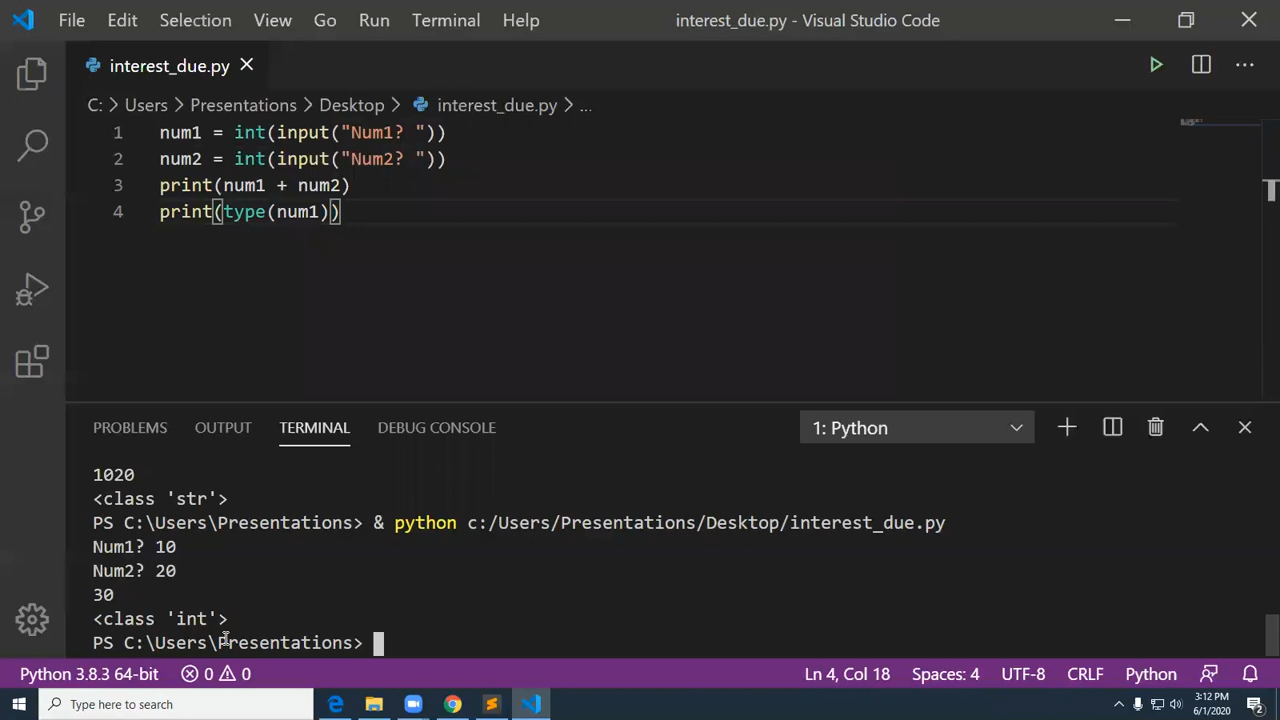 File Edit Selection View Go Run Terminal Help interest_due.py - Visual Studio Code
interest_due.py
C: > Users > Presentations > Desktop > interest_due.py > ...
1 num1 = int(input("Num1? "))
2 num2 = int(input("Num2? "))
3 print(num1 + num2)
4 print(type(num1))
PROBLEMS OUTPUT TERMINAL DEBUG CONSOLE 1: Python
1020
<class 'str'>
PS C:\Users\Presentations> & python c:/Users/Presentations/Desktop/interest_due.py
Num1? 10
Num2? 20
30
<class 'int'>
PS C:\Users\Presentations>
Python 3.8.3 64-bit 0 0 Ln 4, Col 18 Spaces: 4 UTF-8 CRLF Python
Type here to search
3:12 PM
6/1/2020
2